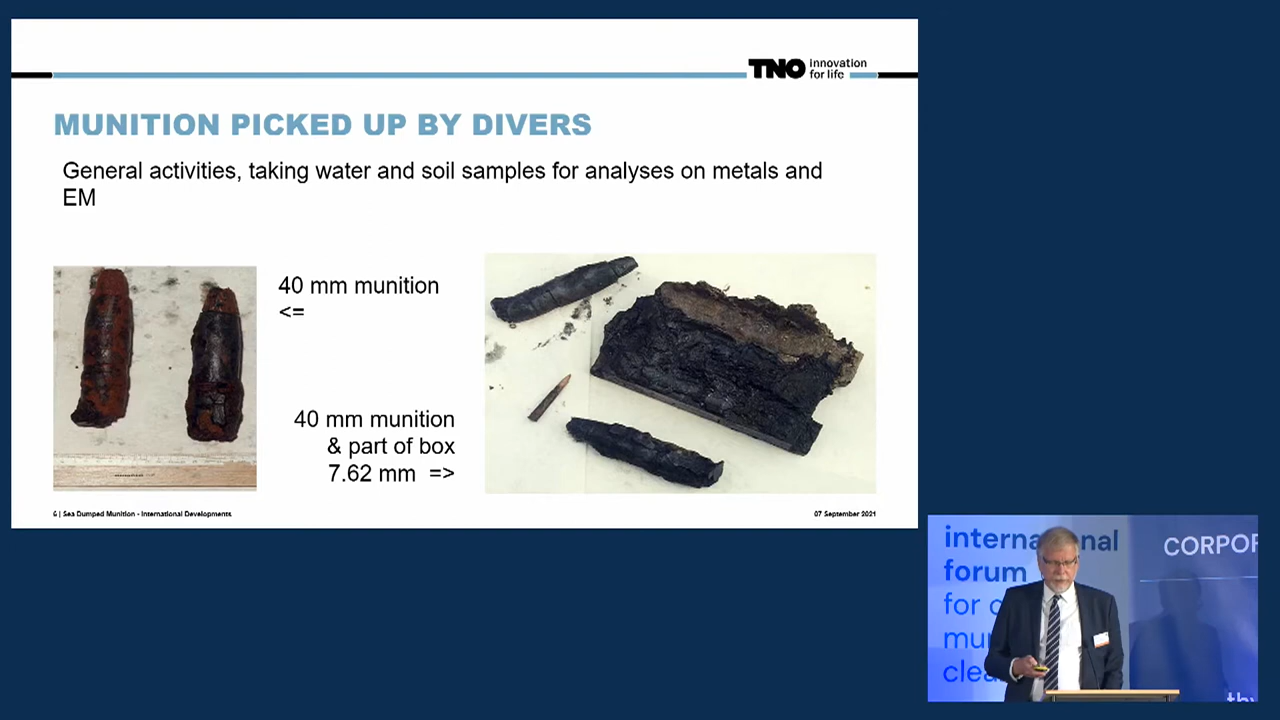 TNO innovation
for life
MUNITION PICKED UP BY DIVERS
General activities, taking water and soil samples for analyses on metals and
EM
40 mm munition
<=
40 mm munition
& part of box
7.62 mm =>
6 | Sea Dumped Munition - International Developments
07 September 2021
international
forum
for
mun
clea
CORPOR